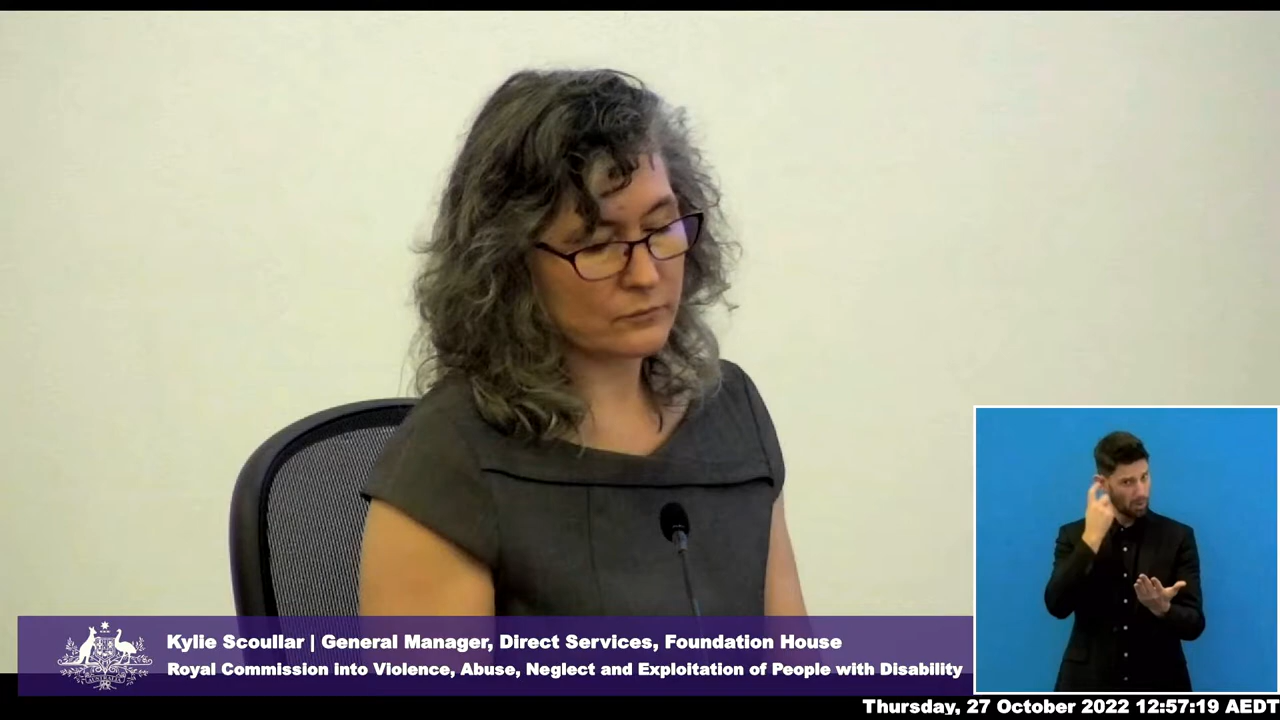 Kylie Scoullar | General Manager, Direct Services, Foundation House
Royal Commission into Violence, Abuse, Neglect and Exploitation of People with Disability
Thursday, 27 October 2022 12:57:19 AEDT